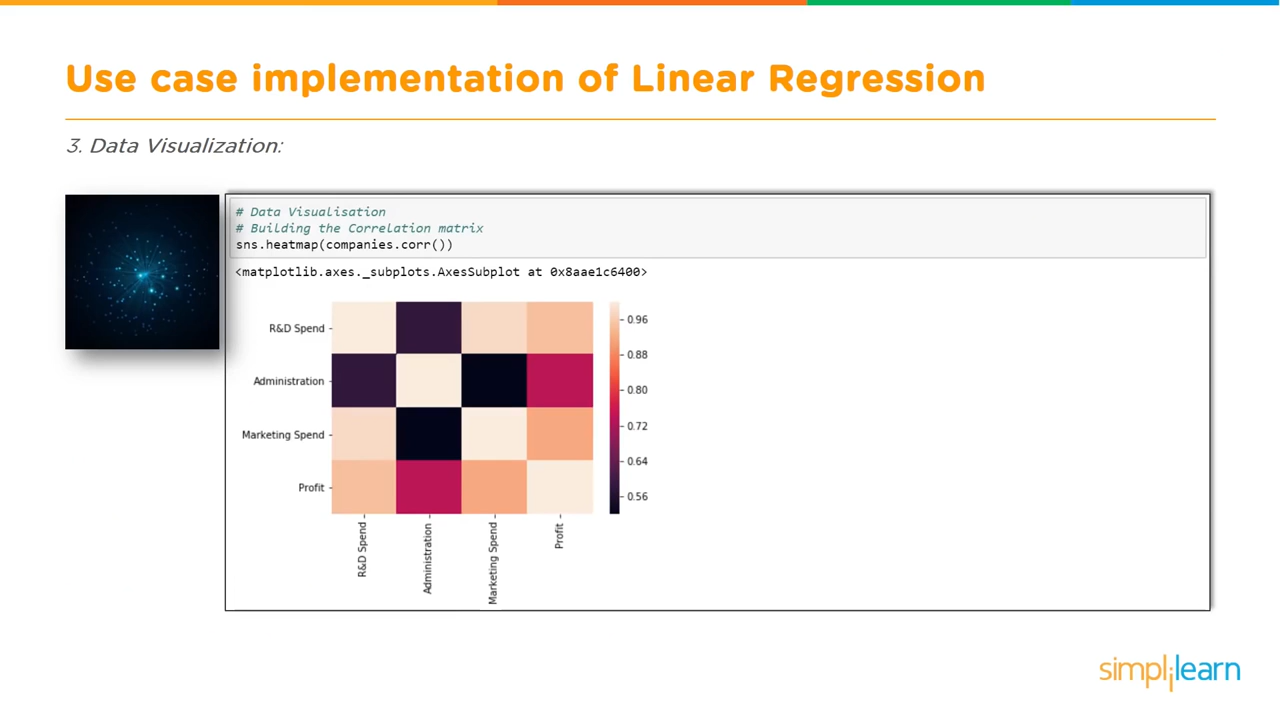 Use case implementation of Linear Regression
3. Data Visualization:
# Data Visualisation
# Building the Correlation matrix
sns.heatmap(companies.corr())
<matplotlib.axes._subplots.AxesSubplot at 0x8aae1c6400>
R&D Spend
Administration
Marketing Spend
Profit
0.96
0.88
0.80
0.72
0.64
0.56
R&D Spend
Administration
Marketing Spend
Profit
simplilearn